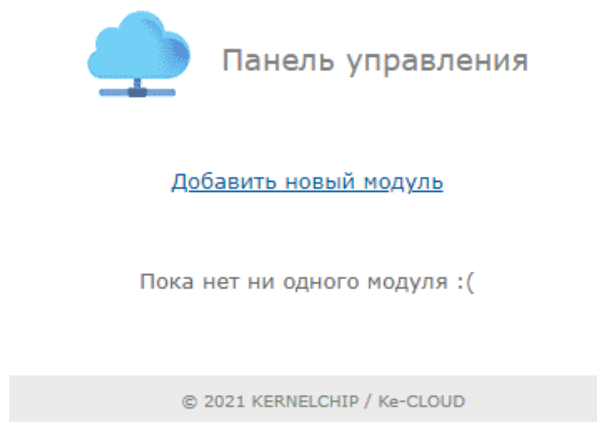 Панель управления
Добавить новый модуль
Пока нет ни одного модуля :(
© 2021 KERNELCHIP / Ke-CLOUD